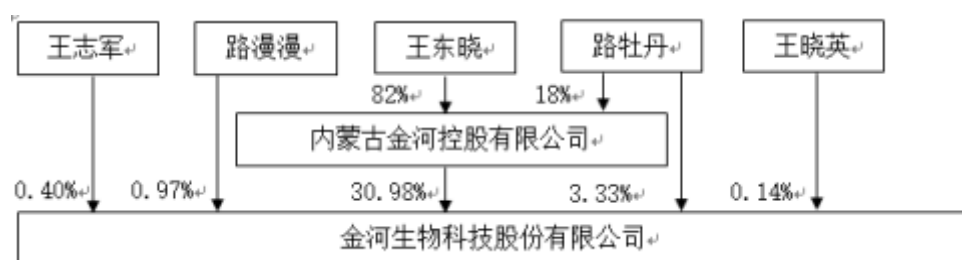 王志军
路漫漫
王东晓
路牡丹
王晓英
82%
18%
内蒙古金河控股有限公司
0.40%
0.97%
30.98%
3.33%
0.14%
金河生物科技股份有限公司